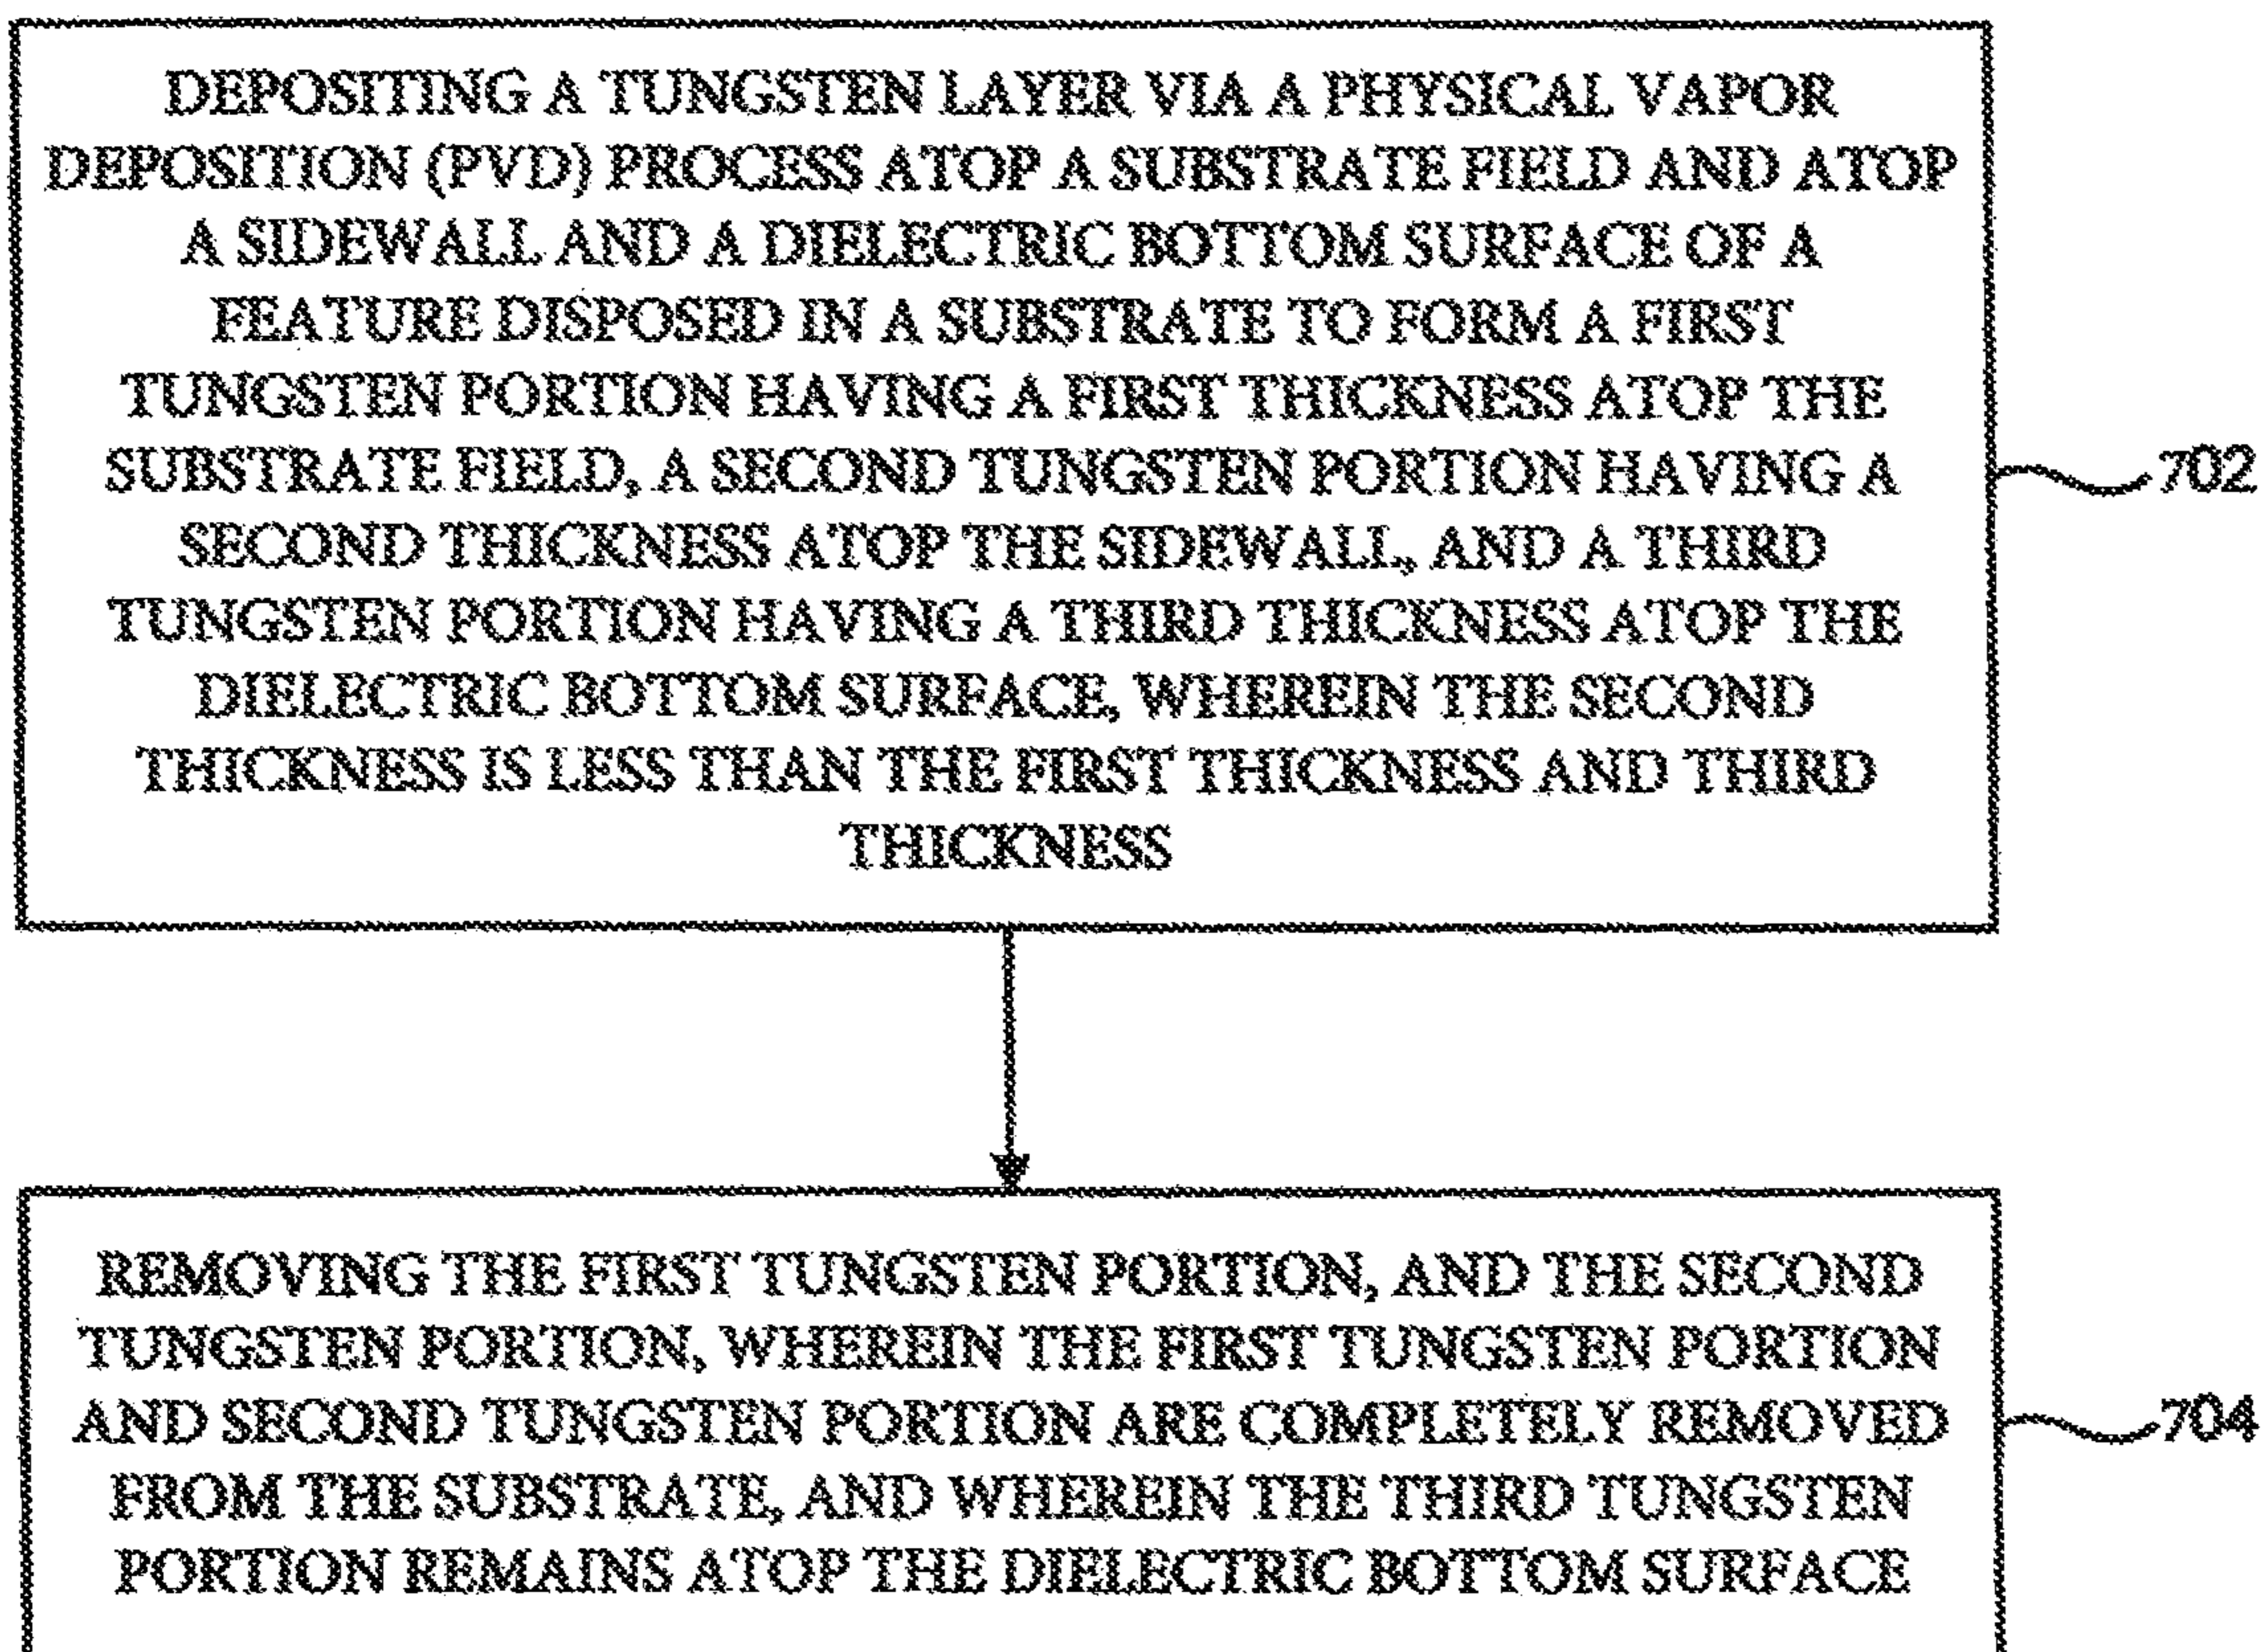 DEPOSITING A TUNGSTEN LAYER VIA A PHYSICAL VAPOR
DEPOSITION (PVD) PROCESS ATOP A SUBSTRATE FIELD AND ATOP
A SIDEWALL AND A DIELECTRIC BOTTOM SURFACE OF A
FEATURE DISPOSED IN A SUBSTRATE TO FORM A FIRST
TUNGSTEN PORTION HAVING A FIRST THICKNESS ATOP THE
SUBSTRATE FIELD, A SECOND TUNGSTEN PORTION HAVING A
SECOND THICKNESS ATOP THE SIDEWALL, AND A THIRD
TUNGSTEN PORTION HAVING A THIRD THICKNESS ATOP THE
DIELECTRIC BOTTOM SURFACE, WHEREIN THE SECOND
THICKNESS IS LESS THAN THE FIRST THICKNESS AND THIRD
THICKNESS
702
REMOVING THE FIRST TUNGSTEN PORTION, AND THE SECOND
TUNGSTEN PORTION, WHEREIN THE FIRST TUNGSTEN PORTION
AND SECOND TUNGSTEN PORTION ARE COMPLETELY REMOVED
FROM THE SUBSTRATE, AND WHEREIN THE THIRD TUNGSTEN
PORTION REMAINS ATOP THE DIELECTRIC BOTTOM SURFACE
704